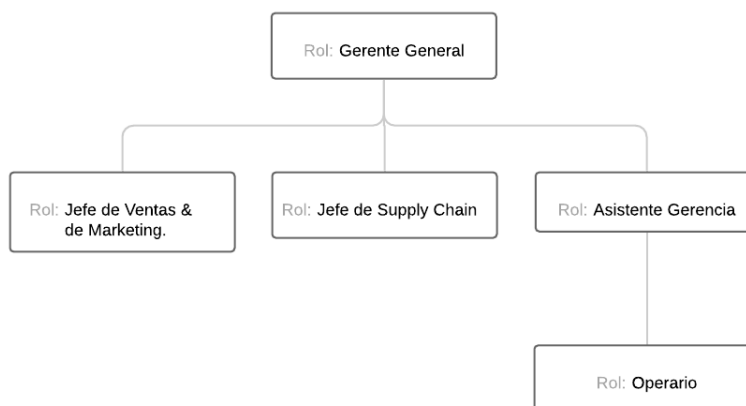 Rol: Gerente General
Rol: Jefe de Ventas &
de Marketing.
Rol: Jefe de Supply Chain
Rol: Asistente Gerencia
Rol: Operario